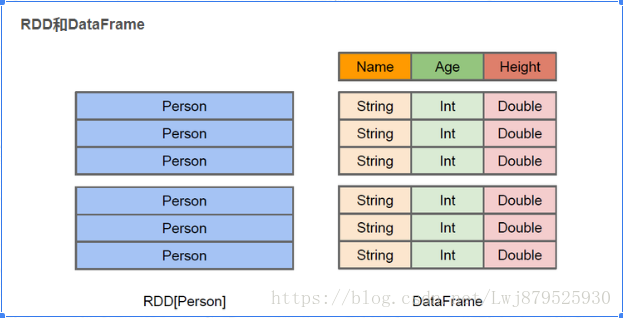 RDD和DataFrame
Name Age Height
Person String Int Double
Person String Int Double
Person String Int Double
Person String Int Double
Person String Int Double
Person String Int Double
RDD[Person] DataFrame
https://blog.csdn.net/Lwj879525930